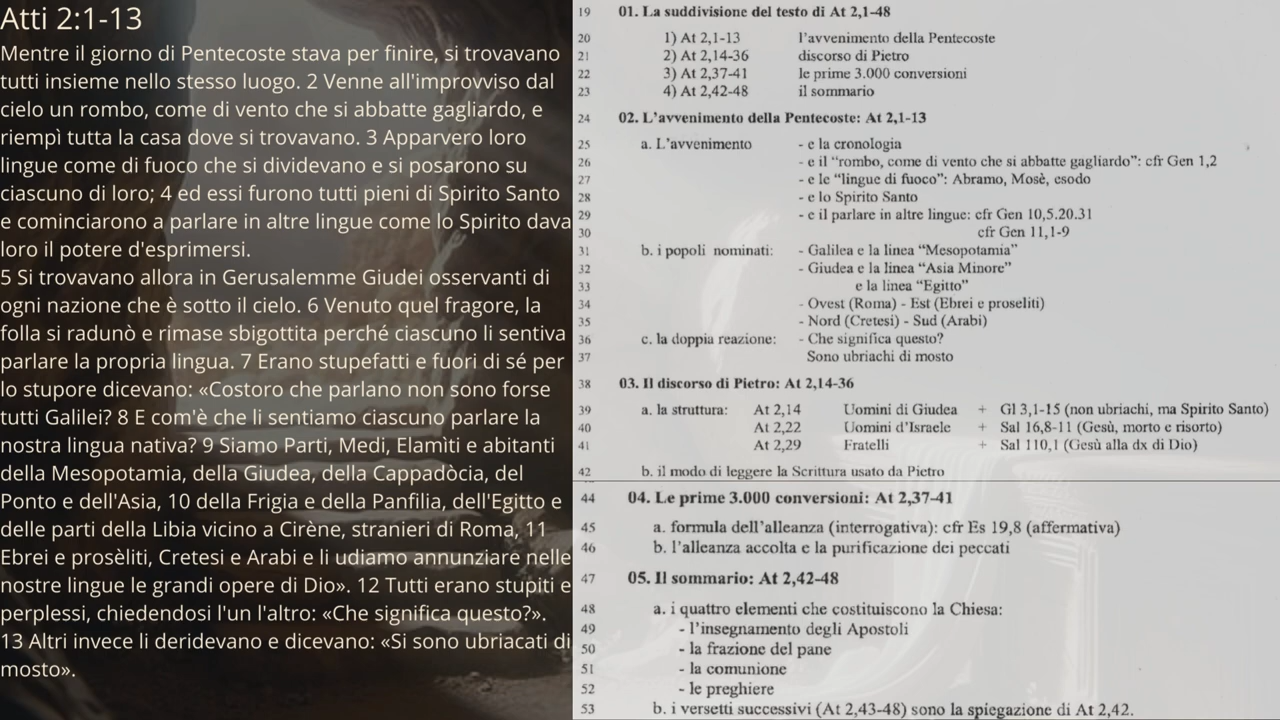 Atti 2:1-13
Mentre il giorno di Pentecoste stava per finire, si trovavano
tutti insieme nello stesso luogo. 2 Venne all'improvviso dal
cielo un rombo, come di vento che si abbatte gagliardo, e
riempì tutta la casa dove si trovavano. 3 Apparvero loro
lingue come di fuoco che si dividevano e si posarono su
ciascuno di loro; 4 ed essi furono tutti pieni di Spirito Santo
e cominciarono a parlare in altre lingue come lo Spirito dava
loro il potere d'esprimersi.
5 Si trovavano allora in Gerusalemme Giudei osservanti di
ogni nazione che è sotto il cielo. 6 Venuto quel fragore, la
folla si radunò e rimase sbigottita perché ciascuno li sentiva
parlare la propria lingua. 7 Erano stupefatti e fuori di sé per
lo stupore dicevano: «Costoro che parlano non sono forse
tutti Galilei? 8 E com'è che li sentiamo ciascuno parlare la
nostra lingua nativa? 9 Siamo Parti, Medi, Elamìti e abitanti
della Mesopotamia, della Giudea, della Cappadòcia, del
Ponto e dell'Asia, 10 della Frigia e della Panfilia, dell'Egitto e
delle parti della Libia vicino a Cirène, stranieri di Roma, 11
Ebrei e prosèliti, Cretesi e Arabi e li udiamo annunziare nelle
nostre lingue le grandi opere di Dio». 12 Tutti erano stupiti e
perplessi, chiedendosi l'un l'altro: «Che significa questo?».
13 Altri invece li deridevano e dicevano: «Si sono ubriacati di
mosto».
19 01. La suddivisione del testo di At 2,1-48
20 1) At 2,1-13 l'avvenimento della Pentecoste
21 2) At 2,14-36 discorso di Pietro
22 3) At 2,37-41 le prime 3.000 conversioni
23 4) At 2,42-48 il sommario
24 02. L'avvenimento della Pentecoste: At 2,1-13
25 a. L'avvenimento - e la cronologia
26 - e il "rombo, come di vento che si abbatte gagliardo": cfr Gen 1,2
27 - e le "lingue di fuoco": Abramo, Mosè, esodo
28 - e lo Spirito Santo
29 - e il parlare in altre lingue: cfr Gen 10,5.20.31
30 cfr Gen 11,1-9
31 b. i popoli nominati: - Galilea e la linea "Mesopotamia"
32 - Giudea e la linea "Asia Minore"
33 e la linea "Egitto"
34 - Ovest (Roma) - Est (Ebrei e proseliti)
35 - Nord (Cretesi) - Sud (Arabi)
36 c. la doppia reazione: - Che significa questo?
37 Sono ubriachi di mosto
38 03. Il discorso di Pietro: At 2,14-36
39 a. la struttura: At 2,14 Uomini di Giudea + Gl 3,1-15 (non ubriachi, ma Spirito Santo)
40 At 2,22 Uomini d'Israele + Sal 16,8-11 (Gesù, morto e risorto)
41 At 2,29 Fratelli + Sal 110,1 (Gesù alla dx di Dio)
42 b. il modo di leggere la Scrittura usato da Pietro
44 04. Le prime 3.000 conversioni: At 2,37-41
45 a. formula dell'alleanza (interrogativa): cfr Es 19,8 (affermativa)
46 b. l'alleanza accolta e la purificazione dei peccati
47 05. Il sommario: At 2,42-48
48 a. i quattro elementi che costituiscono la Chiesa:
49 - l'insegnamento degli Apostoli
50 - la frazione del pane
51 - la comunione
52 - le preghiere
53 b. i versetti successivi (At 2,43-48) sono la spiegazione di At 2,42.